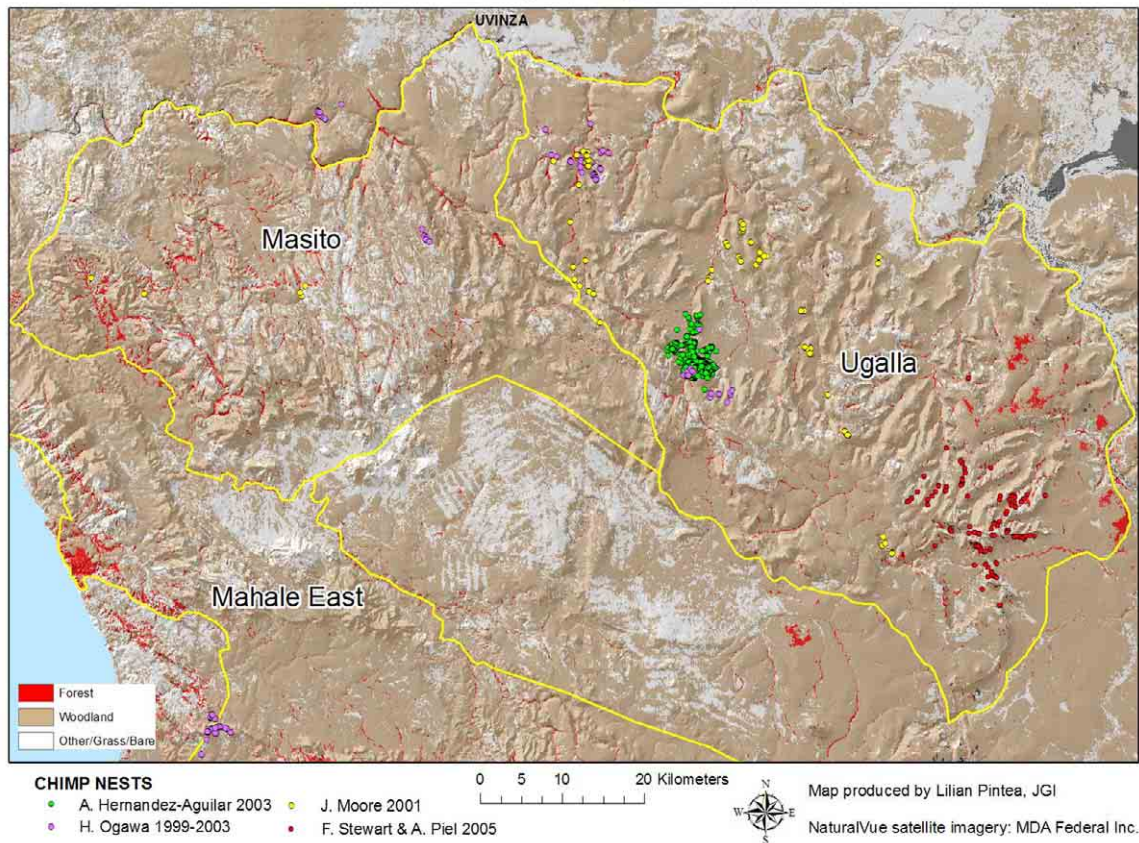 UVINZA
Masito
Ugalla
Mahale East
Forest
Woodland
Other/Grass/Bare
CHIMP NESTS
A. Hernandez-Aguilar 2003
H. Ogawa 1999-2003
J. Moore 2001
F. Stewart & A. Piel 2005
0 5 10 20 Kilometers
N
W E
S
Map produced by Lilian Pintea, JGI
NaturalVue satellite imagery: MDA Federal Inc.